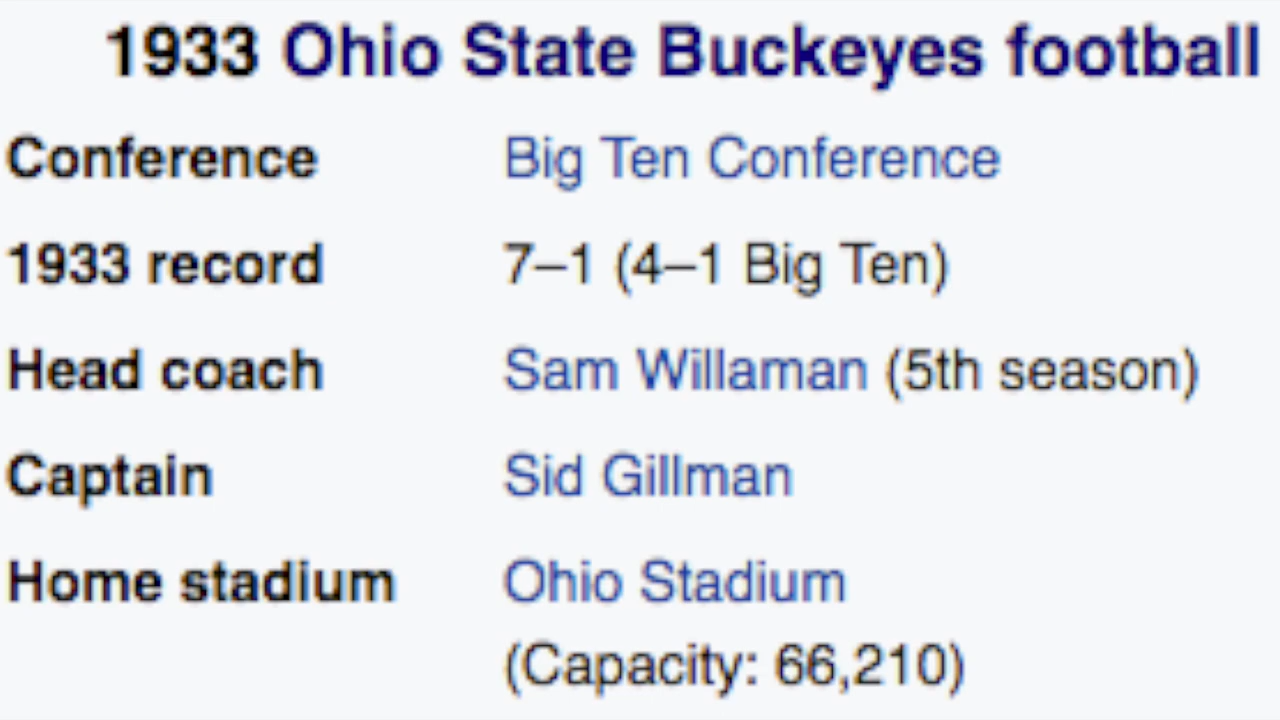 1933 Ohio State Buckeyes football
Conference Big Ten Conference
1933 record 7–1 (4–1 Big Ten)
Head coach Sam Willaman (5th season)
Captain Sid Gillman
Home stadium Ohio Stadium
(Capacity: 66,210)